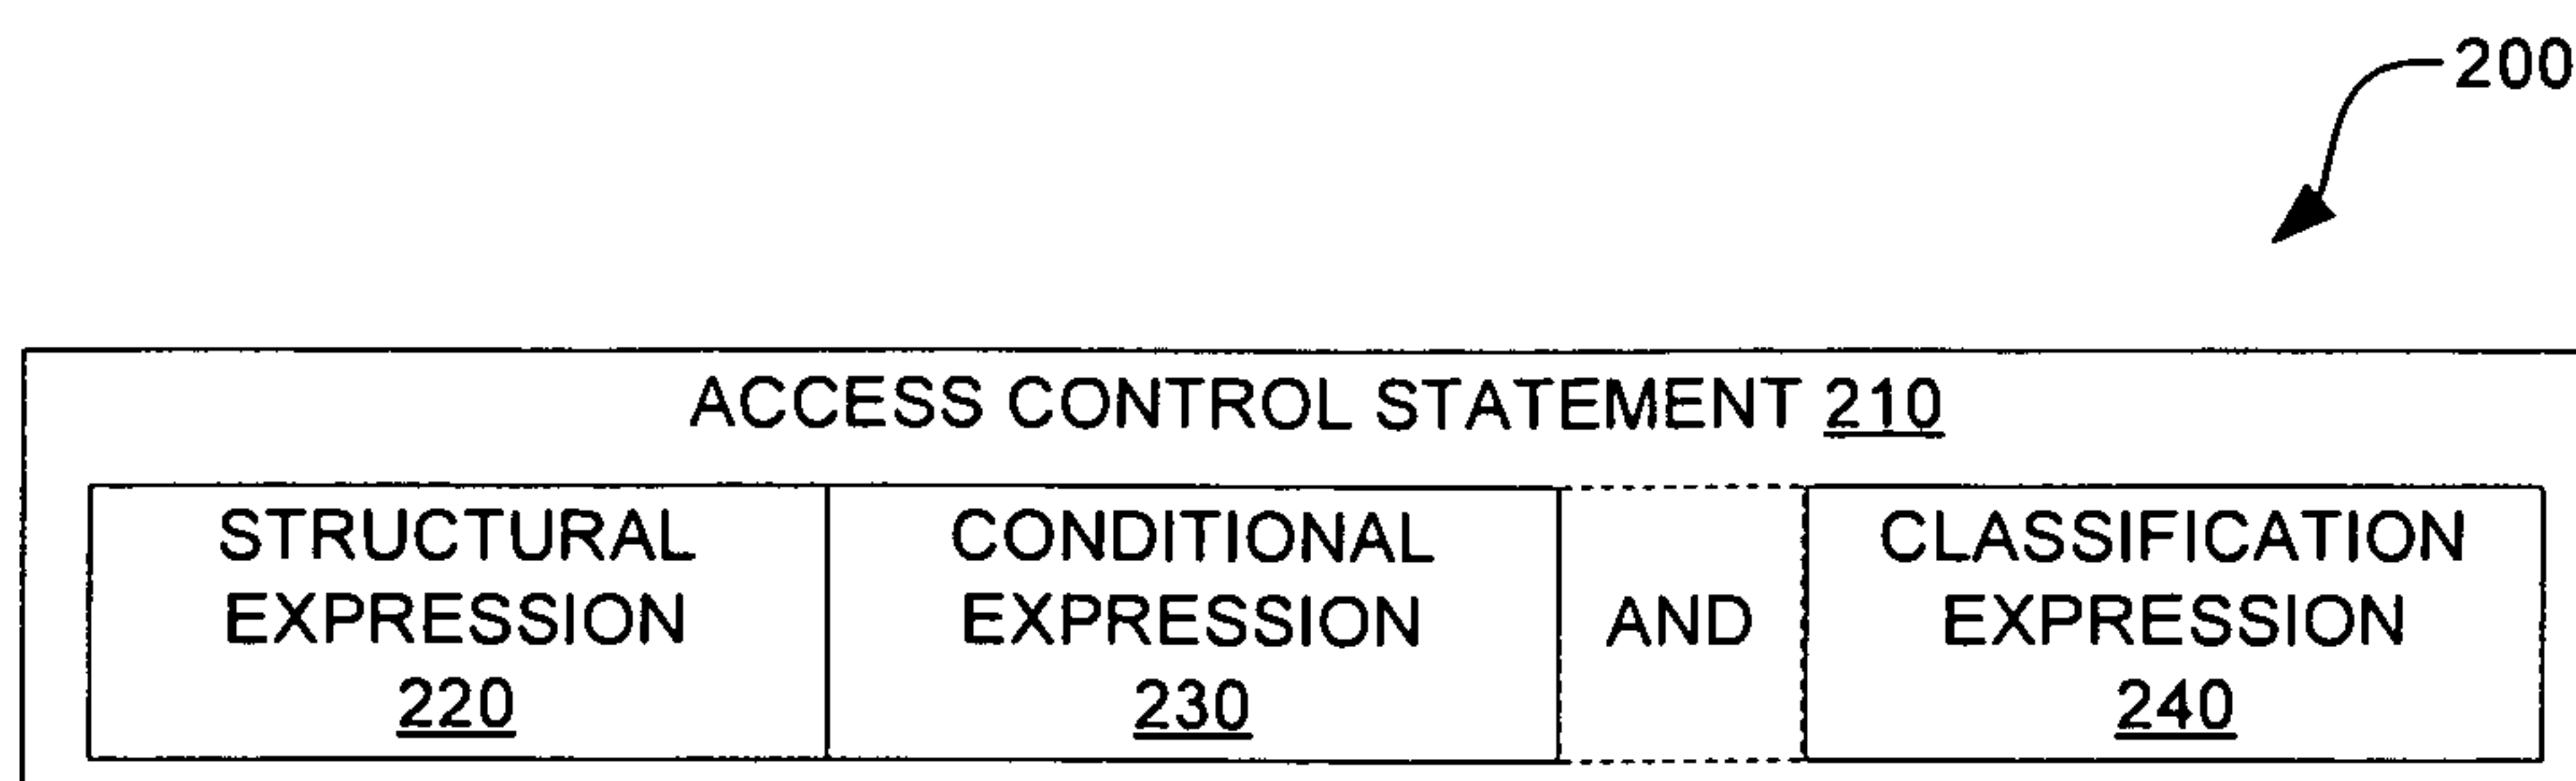 200
ACCESS CONTROL STATEMENT 210
STRUCTURAL
EXPRESSION
220
CONDITIONAL
EXPRESSION
230
AND
CLASSIFICATION
EXPRESSION
240